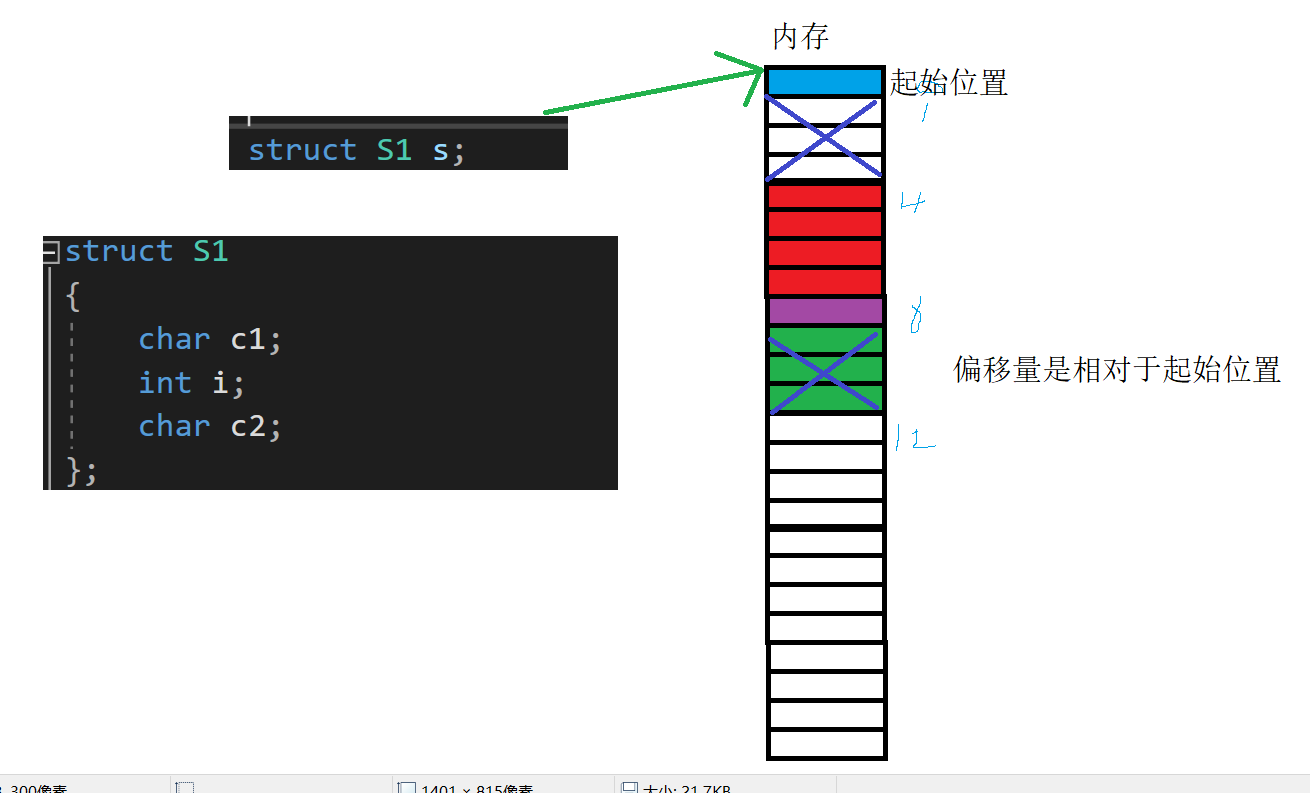 内存
起始位置
1
struct S1 s;
4
struct S1
{
char c1;
int i;
char c2;
};
8
偏移量是相对于起始位置
12
300像素
1401 × 815像素
大小: 21.7KB